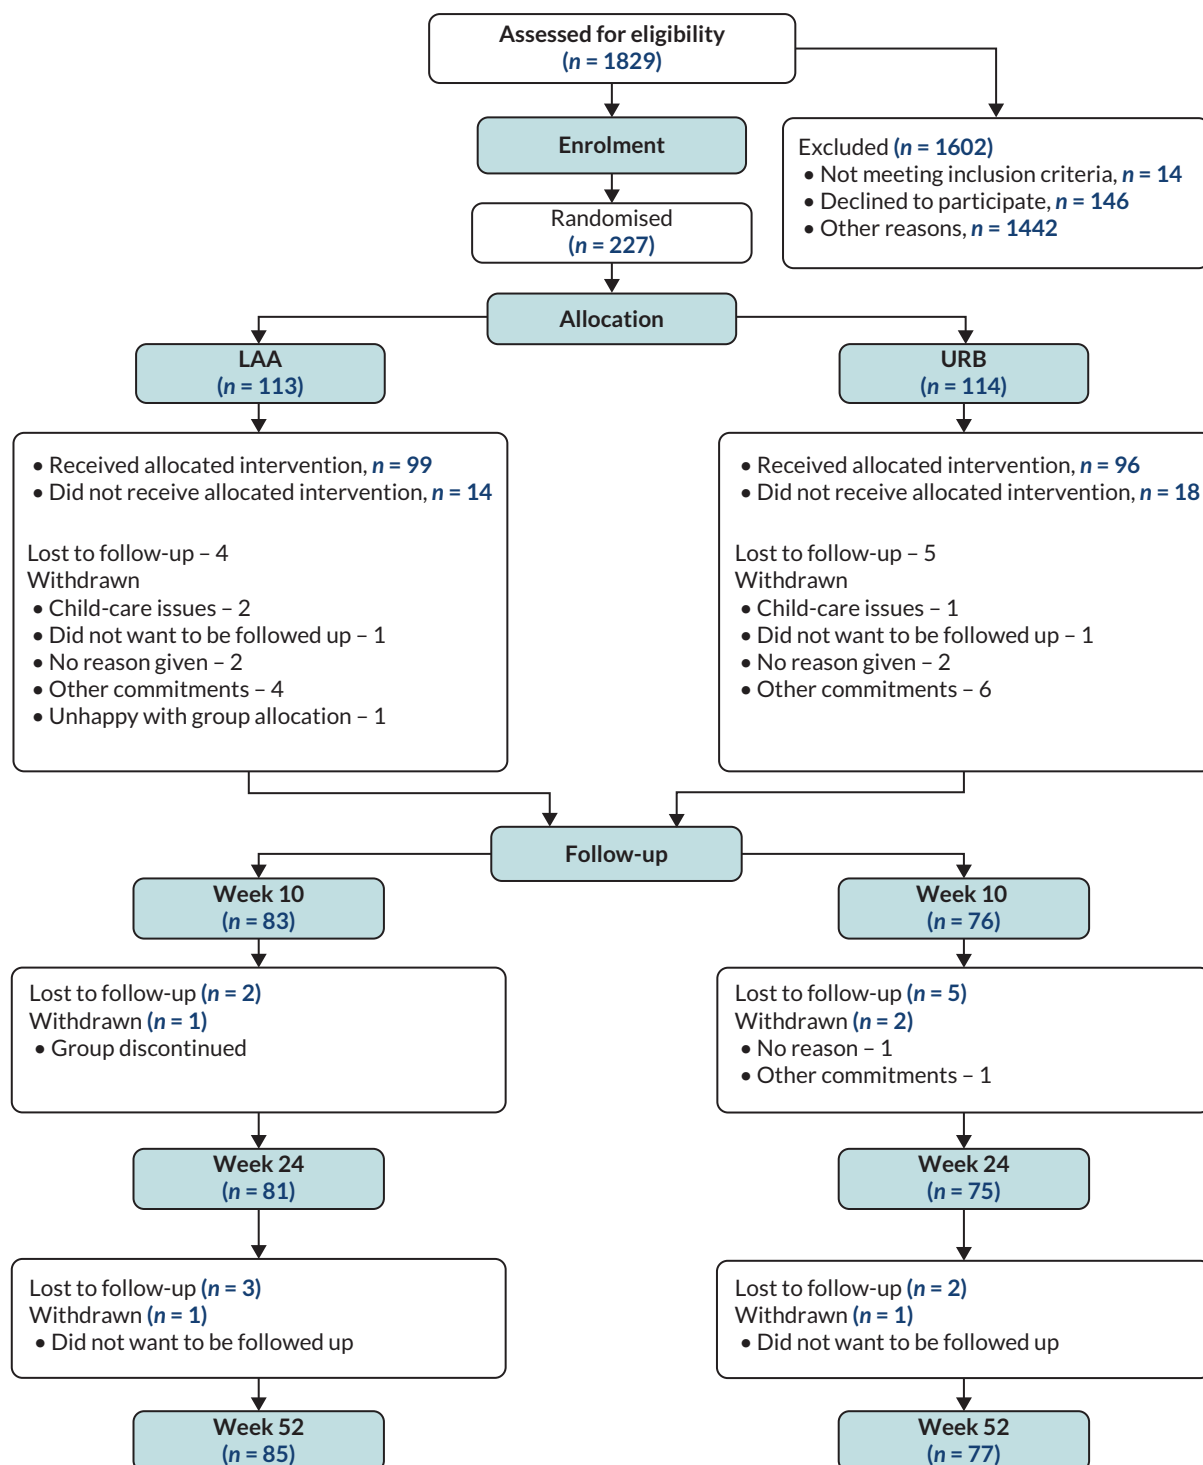 Assessed for eligibility
(n = 1829)
Enrolment
Excluded (n = 1602)
• Not meeting inclusion criteria, n = 14
• Declined to participate, n = 146
• Other reasons, n = 1442
Randomised
(n = 227)
Allocation
LAA
(n = 113)
URB
(n = 114)
• Received allocated intervention, n = 99
• Did not receive allocated intervention, n = 14
Lost to follow-up – 4
Withdrawn
• Child-care issues – 2
• Did not want to be followed up – 1
• No reason given – 2
• Other commitments – 4
• Unhappy with group allocation – 1
• Received allocated intervention, n = 96
• Did not receive allocated intervention, n = 18
Lost to follow-up – 5
Withdrawn
• Child-care issues – 1
• Did not want to be followed up – 1
• No reason given – 2
• Other commitments – 6
Follow-up
Week 10
(n = 83)
Week 10
(n = 76)
Lost to follow-up (n = 2)
Withdrawn (n = 1)
• Group discontinued
Lost to follow-up (n = 5)
Withdrawn (n = 2)
• No reason – 1
• Other commitments – 1
Week 24
(n = 81)
Week 24
(n = 75)
Lost to follow-up (n = 3)
Withdrawn (n = 1)
• Did not want to be followed up
Lost to follow-up (n = 2)
Withdrawn (n = 1)
• Did not want to be followed up
Week 52
(n = 85)
Week 52
(n = 77)